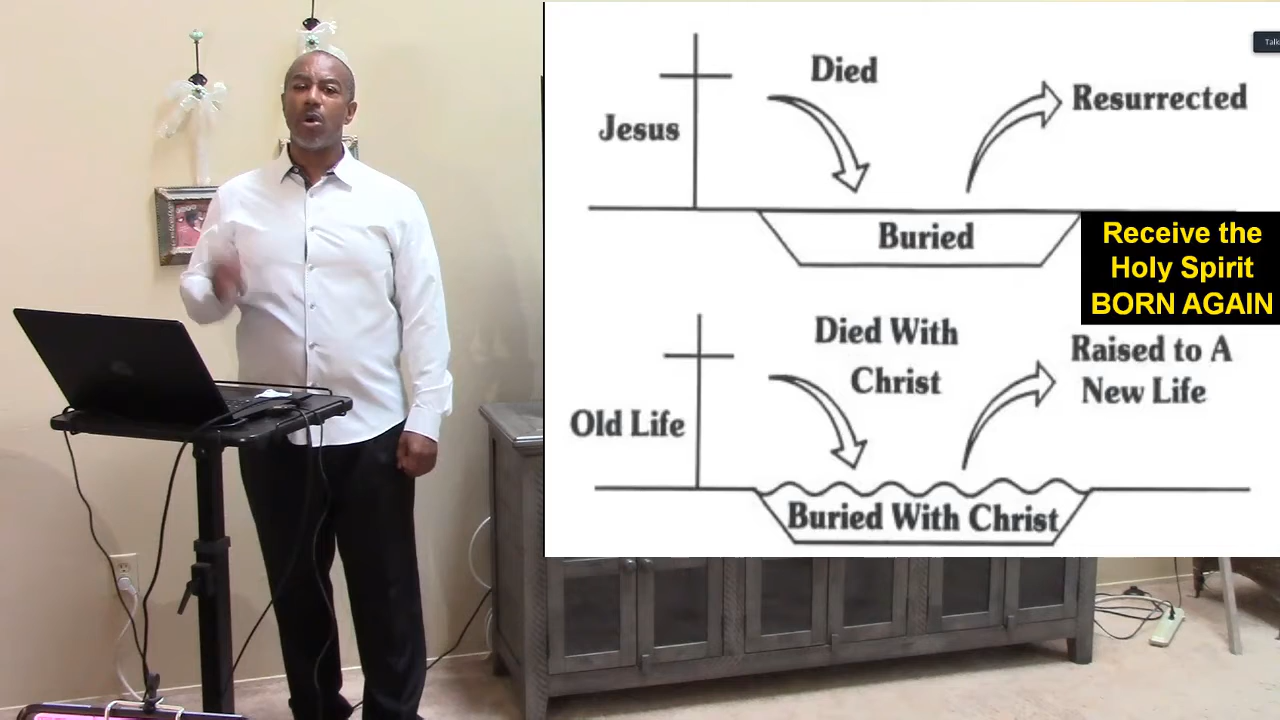 Died
Resurrected
Jesus
Buried
Receive the
Holy Spirit
BORN AGAIN
Died With
Christ
Raised to A
New Life
Old Life
Buried With Christ
Talk